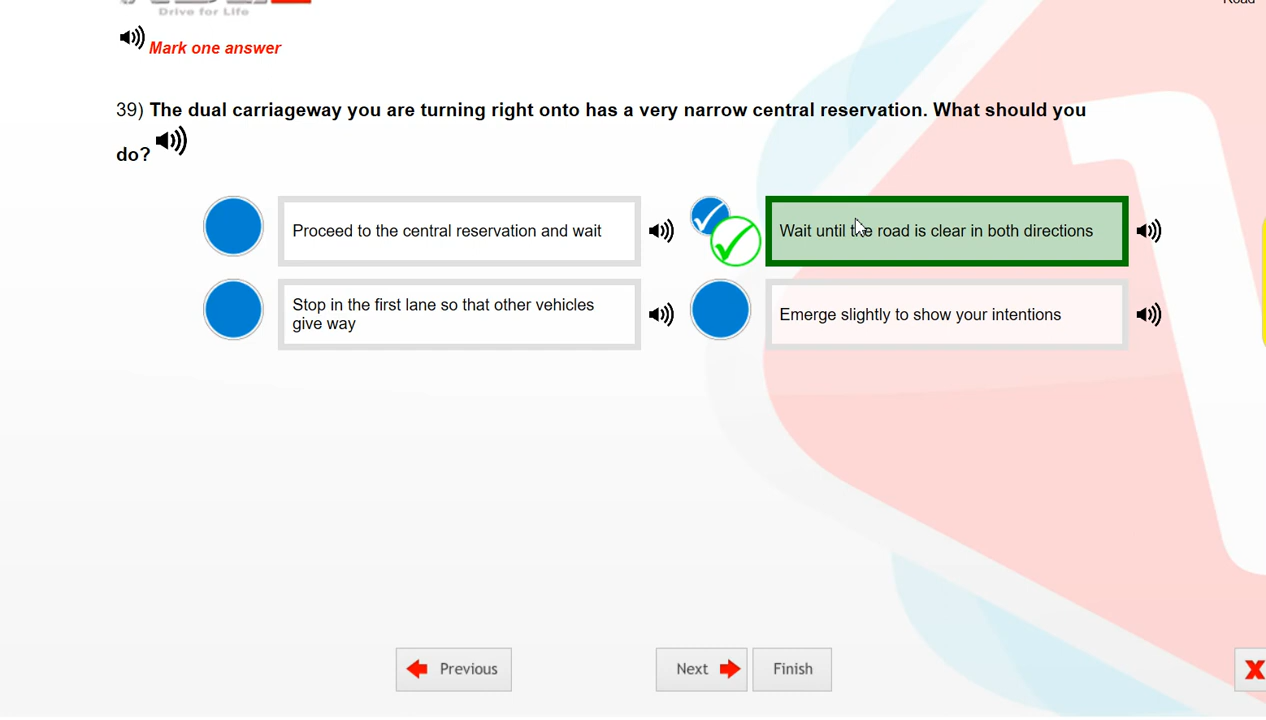 Drive for Life
Mark one answer
39) The dual carriageway you are turning right onto has a very narrow central reservation. What should you
do?
Proceed to the central reservation and wait
Wait until the road is clear in both directions
Stop in the first lane so that other vehicles
give way
Emerge slightly to show your intentions
Previous
Next
Finish
X